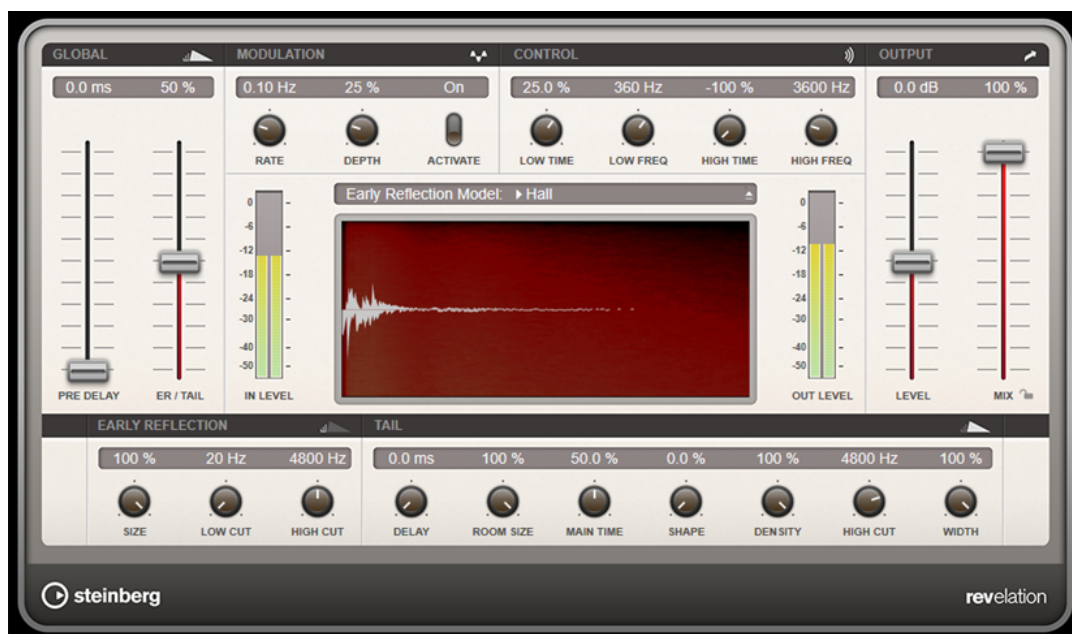 GLOBAL
MODULATION
CONTROL
OUTPUT
0.0 ms 50 %
0.10 Hz 25 % On
25.0 % 360 Hz -100 % 3600 Hz
0.0 dB 100 %
RATE DEPTH ACTIVATE
LOW TIME LOW FREQ HIGH TIME HIGH FREQ
Early Reflection Model: Hall
0
-6
-12
-18
-24
-30
-40
-50
0
-6
-12
-18
-24
-30
-40
-50
PRE DELAY ER / TAIL
IN LEVEL
OUT LEVEL
LEVEL MIX
EARLY REFLECTION
TAIL
100 % 20 Hz 4800 Hz
0.0 ms 100 % 50.0 % 0.0 % 100 % 4800 Hz 100 %
SIZE LOW CUT HIGH CUT
DELAY ROOM SIZE MAIN TIME SHAPE DENSITY HIGH CUT WIDTH
steinberg
revelation